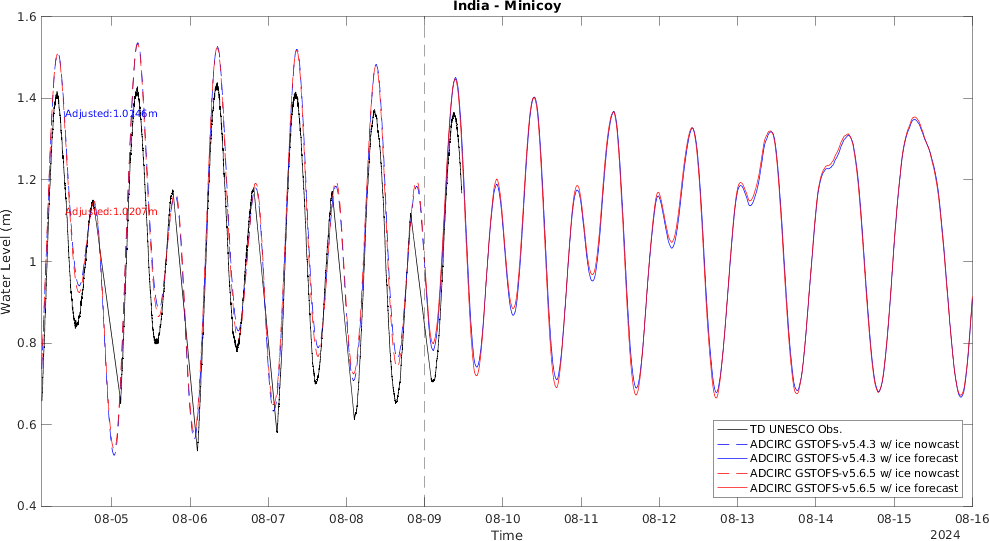 India - Minicoy
1.6
1.4
1.2
1
0.8
0.6
0.4
Water Level (m)
Adjusted:1.0146m
Adjusted:1.0207m
TD UNESCO Obs.
ADCIRC GSTOFS-v5.4.3 w/ ice nowcast
ADCIRC GSTOFS-v5.4.3 w/ ice forecast
ADCIRC GSTOFS-v5.6.5 w/ ice nowcast
ADCIRC GSTOFS-v5.6.5 w/ ice forecast
08-05 08-06 08-07 08-08 08-09 08-10 08-11 08-12 08-13 08-14 08-15 08-16
Time
2024